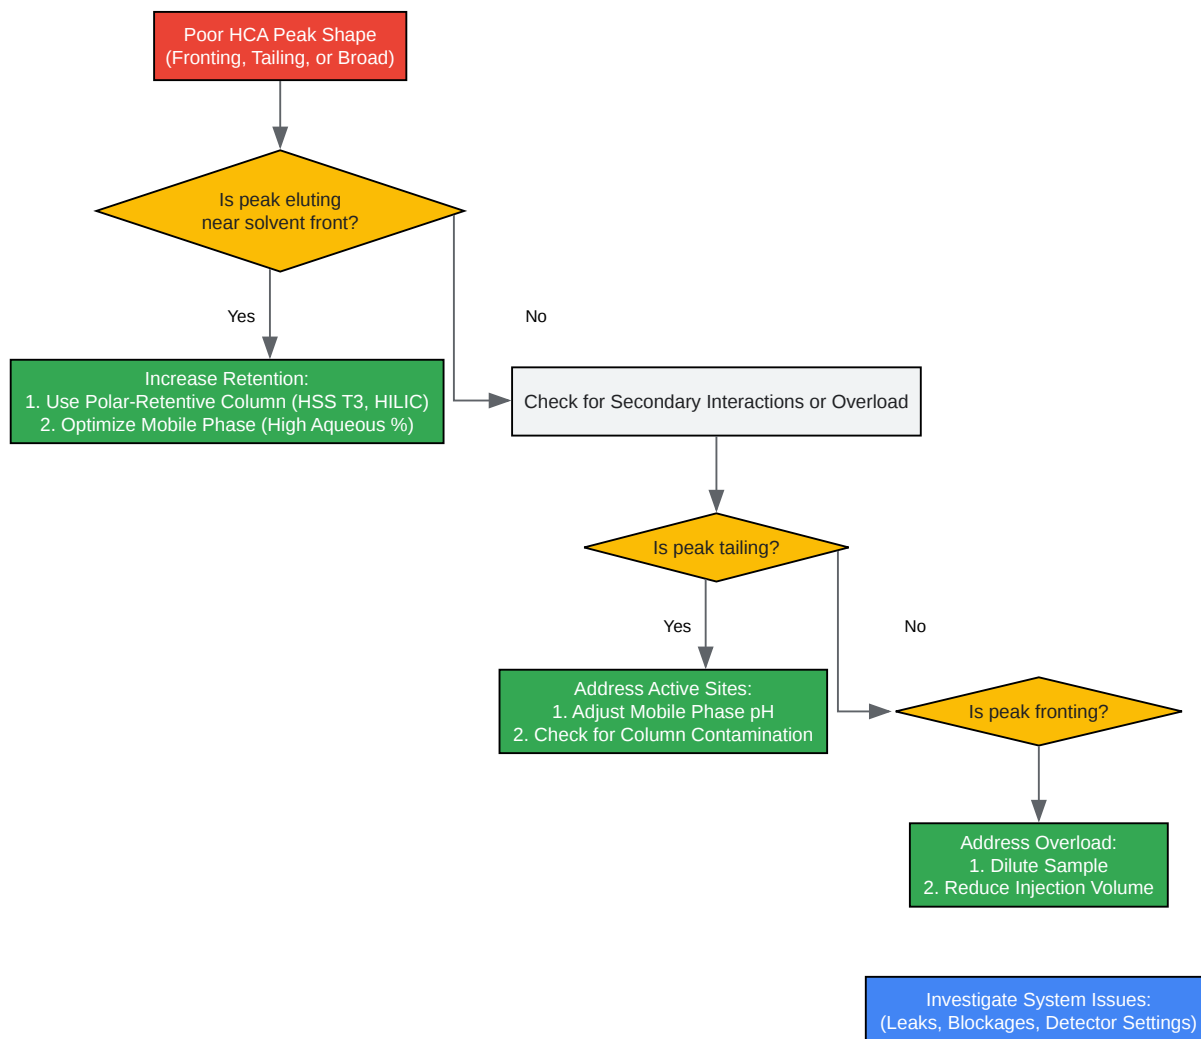 Poor HCA Peak Shape
(Fronting, Tailing, or Broad)
Is peak eluting
near solvent front?
Yes
No
Increase Retention:
1. Use Polar-Retentive Column (HSS T3, HILIC)
2. Optimize Mobile Phase (High Aqueous %)
Check for Secondary Interactions or Overload
Is peak tailing?
Yes
No
Address Active Sites:
1. Adjust Mobile Phase pH
2. Check for Column Contamination
Is peak fronting?
Address Overload:
1. Dilute Sample
2. Reduce Injection Volume
Investigate System Issues:
(Leaks, Blockages, Detector Settings)